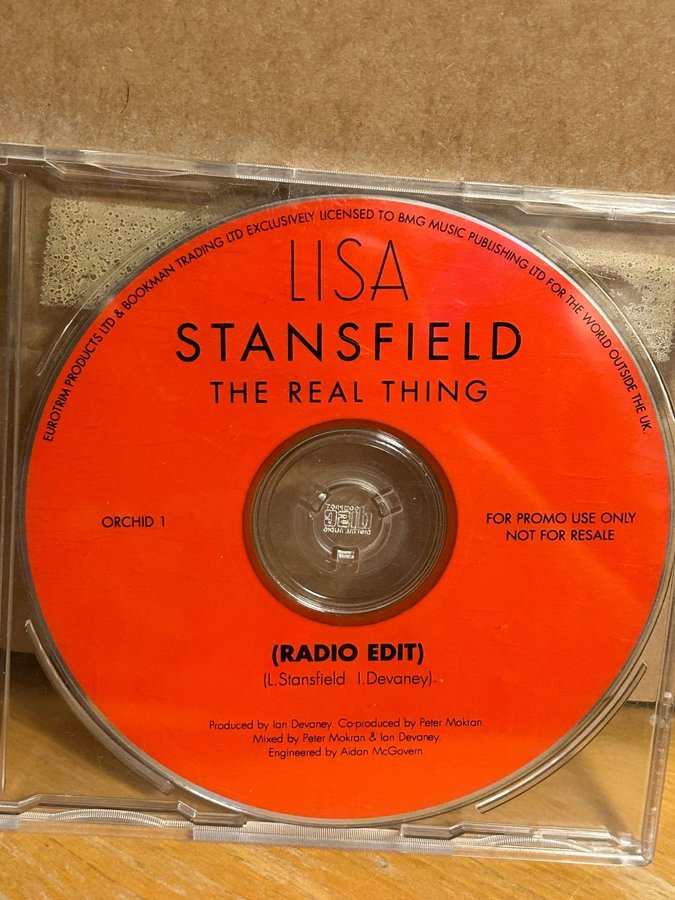 EUROTRIM PRODUCTS LTD & BOOKMAN TRADING LTD EXCLUSIVELY LICENSED TO BMG MUSIC PUBLISHING LTD FOR THE WORLD OUTSIDE THE UK.
LISA
STANSFIELD
THE REAL THING
ORCHID 1
FOR PROMO USE ONLY
NOT FOR RESALE
(RADIO EDIT)
(L.Stansfield I.Devaney)
Produced by Ian Devaney. Co-produced by Peter Mokran.
Mixed by Peter Mokran & Ian Devaney.
Engineered by Aidan McGovern.